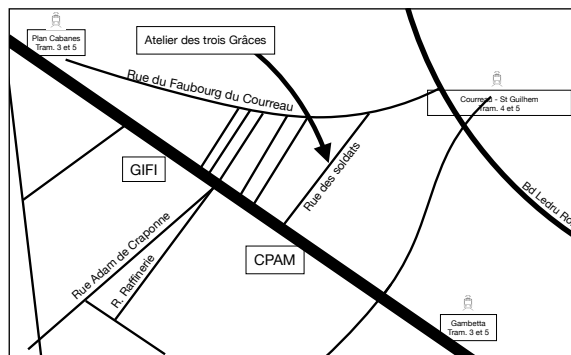 Plan Cabanes
Tram. 3 et 5
Atelier des trois Grâces
Rue du Faubourg du Courreau
Courreau - St Guilhem
Tram. 4 et 5
GIFI
Rue des soldats
Bd Ledru Ro
Rue Adam de Craponne
R. Raffinerie
CPAM
Gambetta
Tram. 3 et 5